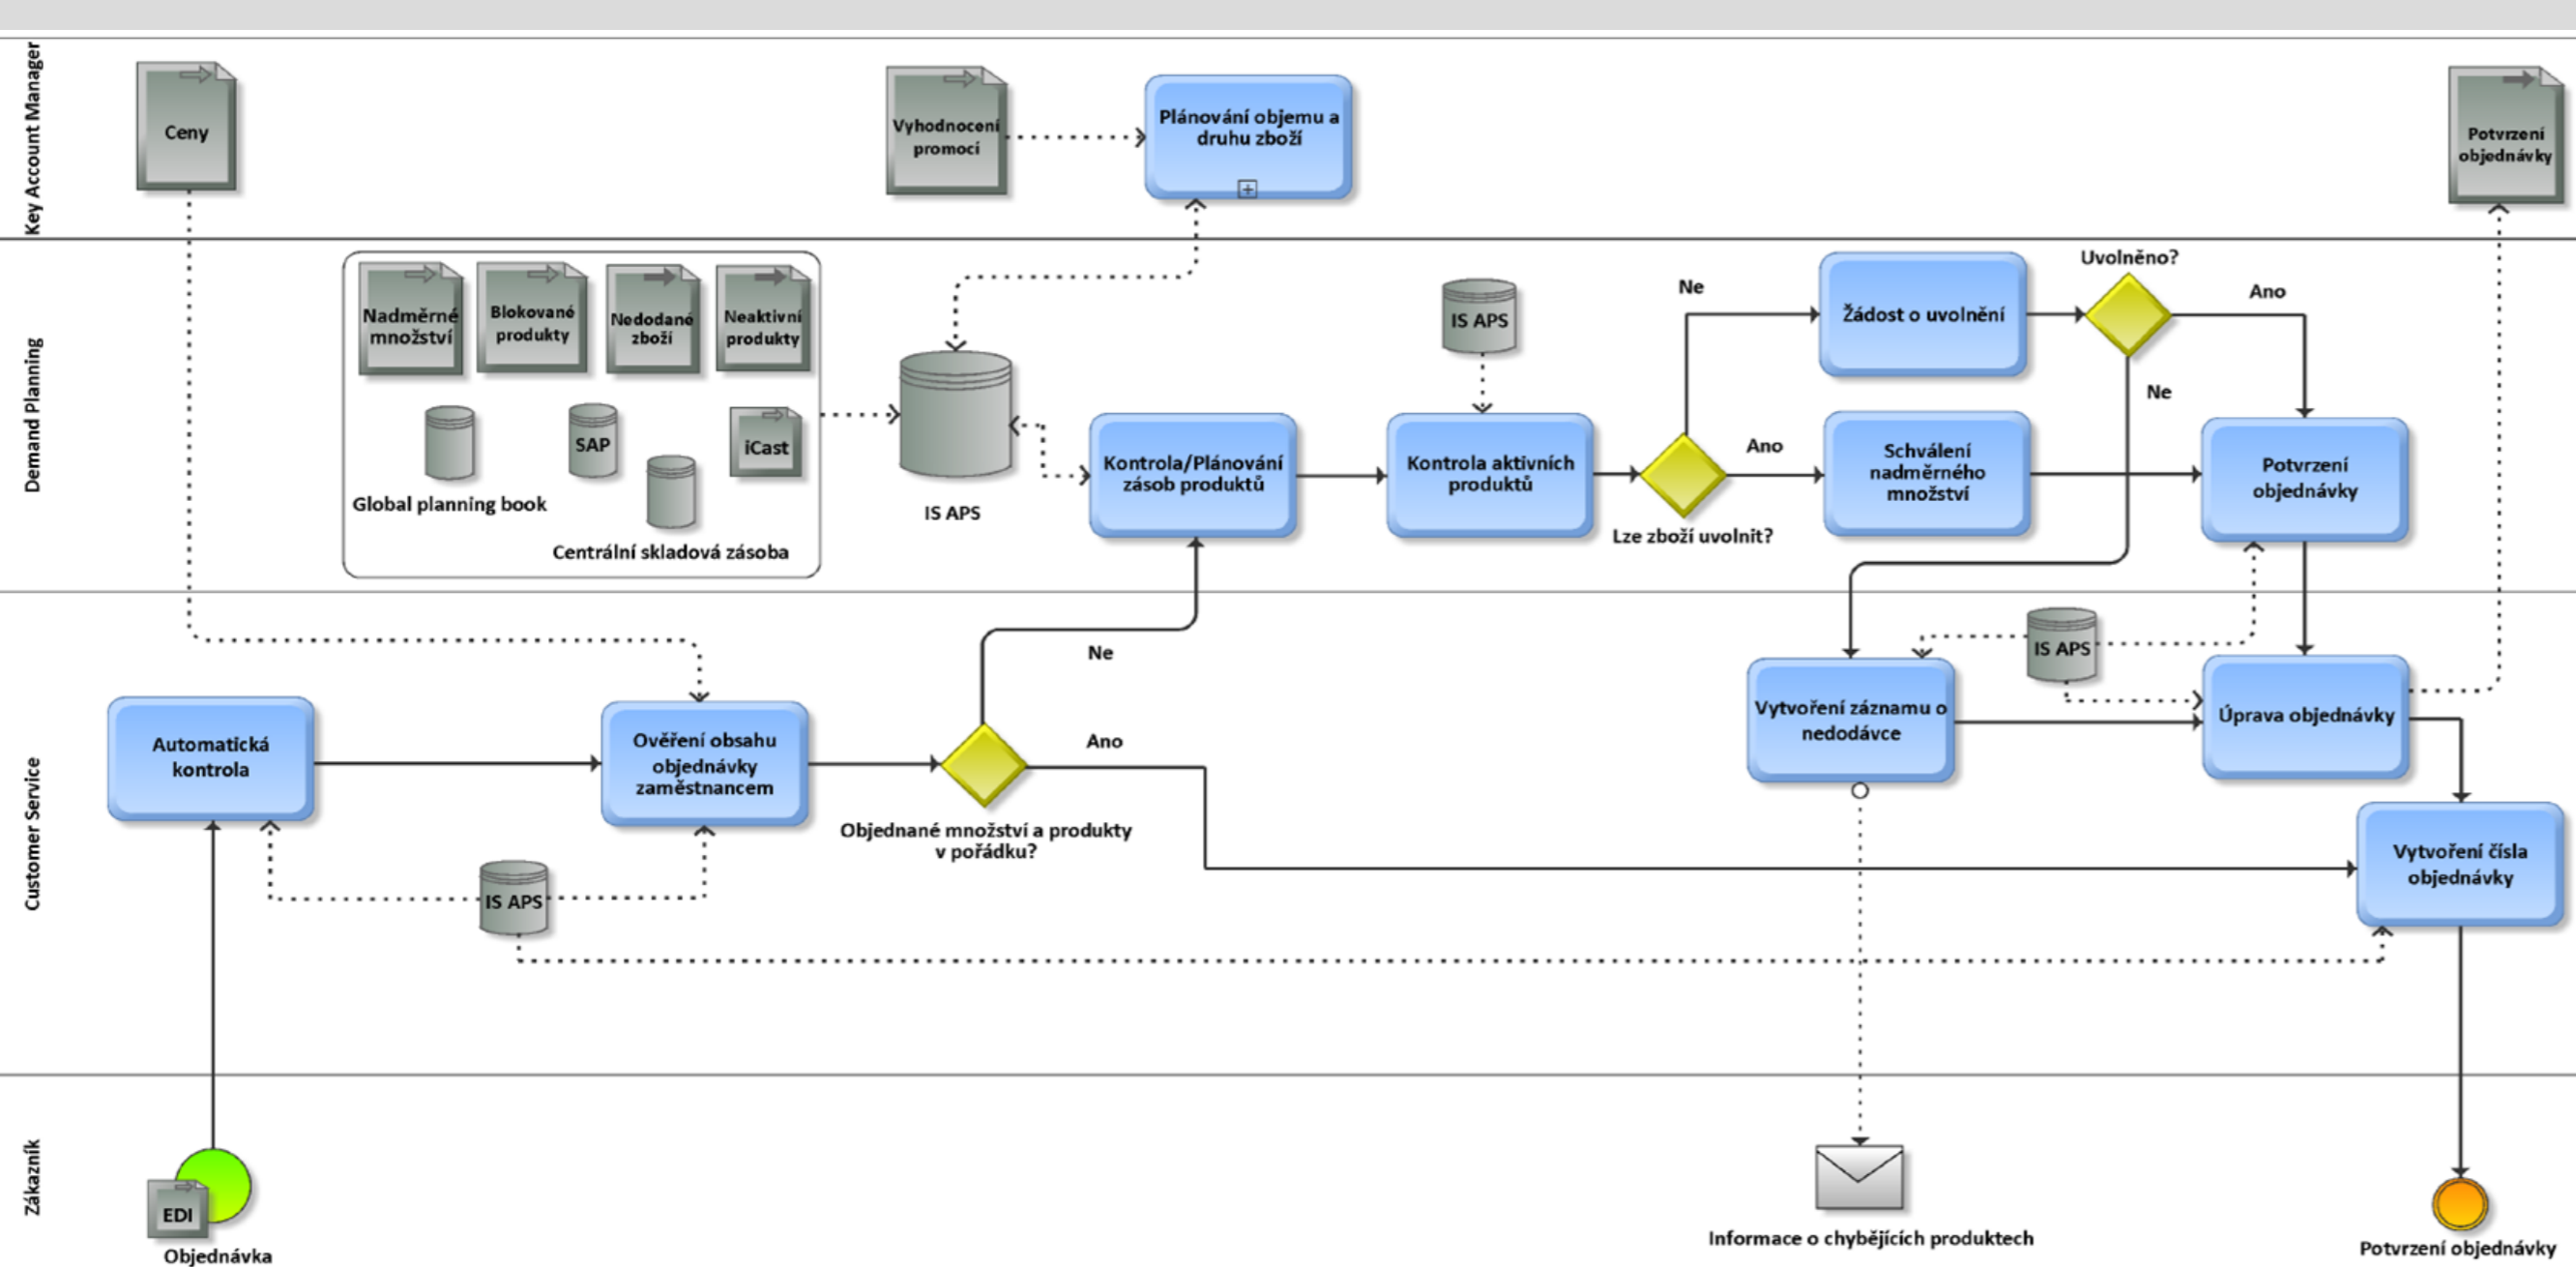 Key Account Manager
Ceny
Vyhodnocení
promocí
Plánování objemu a
druhu zboží
Potvrzení
objednávky
Demand Planning
Nadměrné
množství
Blokované
produkty
Nedodané
zboží
Neaktivní
produkty
SAP
iCast
Global planning book
Centrální skladová zásoba
IS APS
Kontrola/Plánování
zásob produktů
IS APS
Kontrola aktivních
produktů
Ne
Ano
Lze zboží uvolnit?
Žádost o uvolnění
Schválení
nadměrného
množství
Uvolněno?
Ano
Ne
Potvrzení
objednávky
Customer Service
Automatická
kontrola
IS APS
Ověření obsahu
objednávky
zaměstnancem
Ne
Ano
Objednané množství a produkty
v pořádku?
Vytvoření záznamu o
nedodávce
IS APS
Úprava objednávky
Vytvoření čísla
objednávky
Zákazník
EDI
Objednávka
Informace o chybějících produktech
Potvrzení objednávky